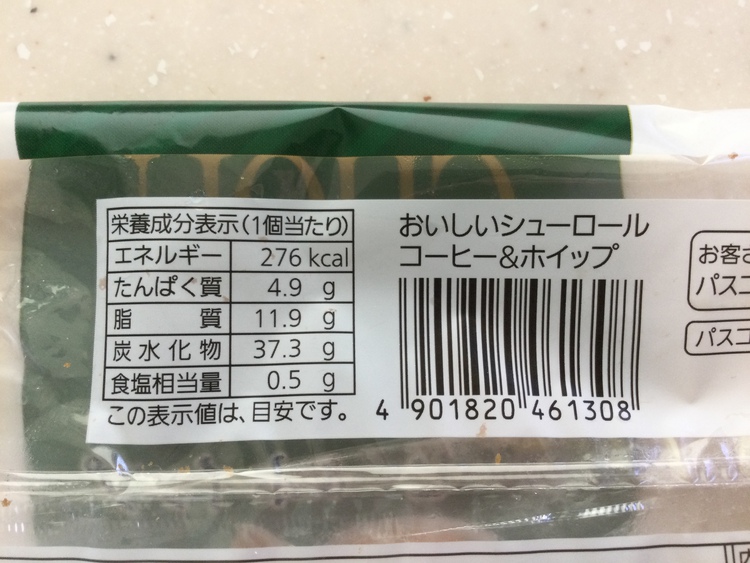 栄養成分表示(1個当たり)
エネルギー 276 kcal
たんぱく質 4.9 g
脂質 11.9 g
炭水化物 37.3 g
食塩相当量 0.5 g
この表示値は、目安です。
おいしいシューロール
コーヒー&ホイップ
4 901820 461308
お客さ
パスコ
パスコ